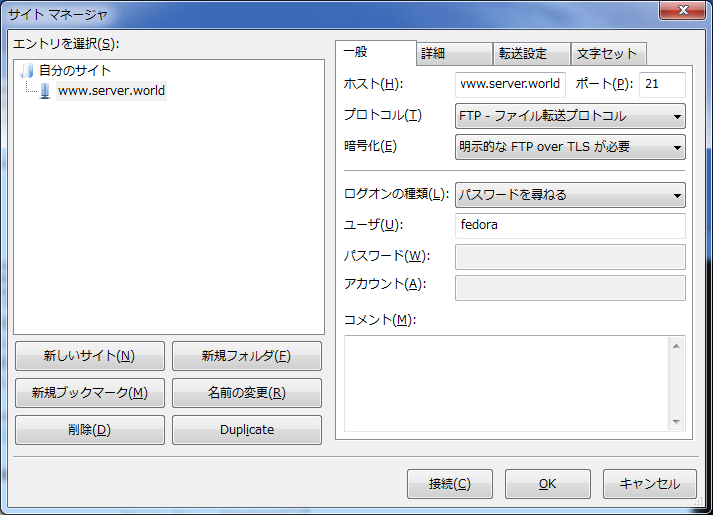 サイト マネージャ
エントリを選択(S):
自分のサイト
www.server.world
新しいサイト(N)
新規フォルダ(F)
新規ブックマーク(M)
名前の変更(R)
削除(D)
Duplicate
一般
詳細
転送設定
文字セット
ホスト(H):
www.server.world
ポート(P):
21
プロトコル(T)
FTP - ファイル転送プロトコル
暗号化(E)
明示的な FTP over TLS が必要
ログオンの種類(L):
パスワードを尋ねる
ユーザ(U):
fedora
パスワード(W):
アカウント(A):
コメント(M):
接続(C)
OK
キャンセル